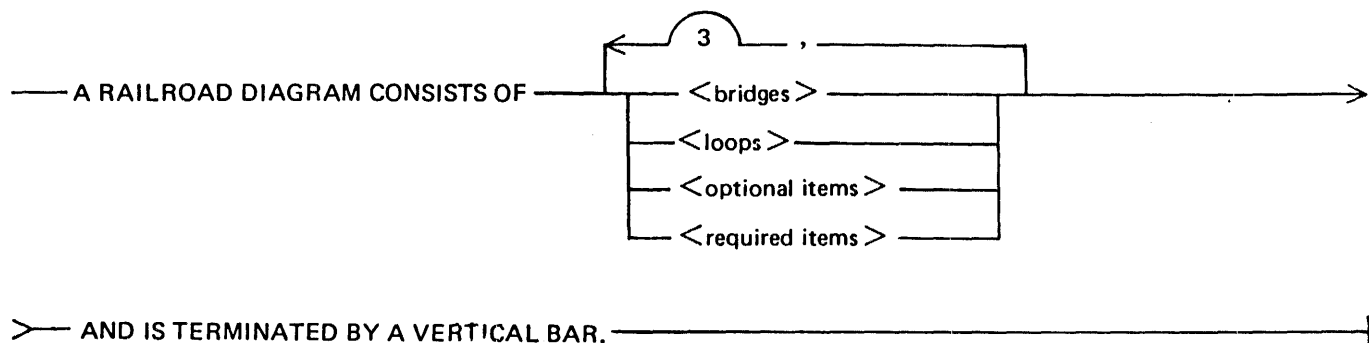 3 ,
A RAILROAD DIAGRAM CONSISTS OF <bridges>
<loops>
<optional items>
<required items>
AND IS TERMINATED BY A VERTICAL BAR.